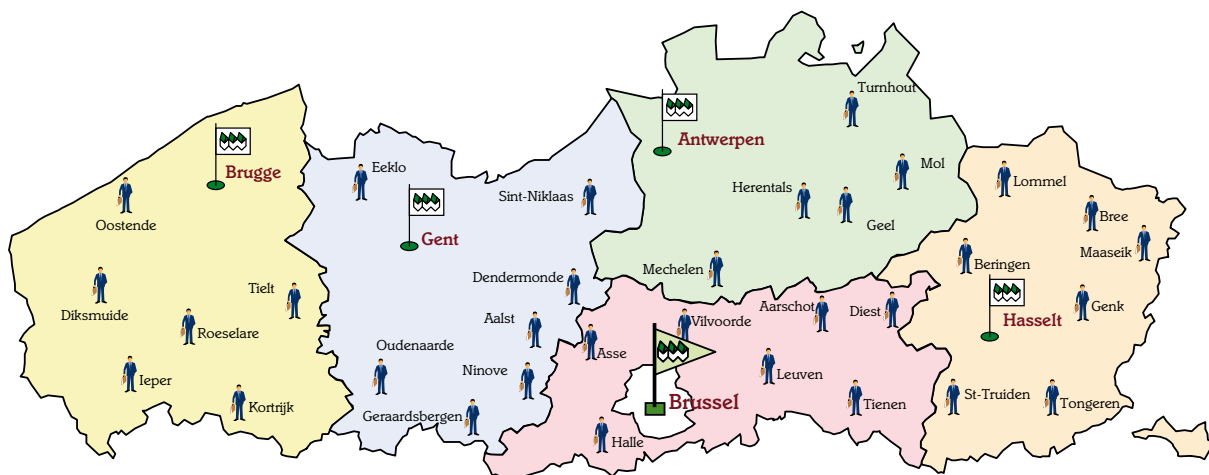 Turnhout
Antwerpen
Mol
Eeklo
Brugge
Lommel
Herentals
Sint-Niklaas
Bree
Oostende
Geel
Gent
Maaseik
Mechelen
Beringen
Dendermonde
Tielt
Aarschot
Genk
Diksmuide
Diest
Aalst
Vilvoorde
Hasselt
Roeselare
Asse
Oudenaarde
Leuven
Ninove
Ieper
St-Truiden
Brussel
Tienen
Tongeren
Kortrijk
Geraardsbergen
Halle